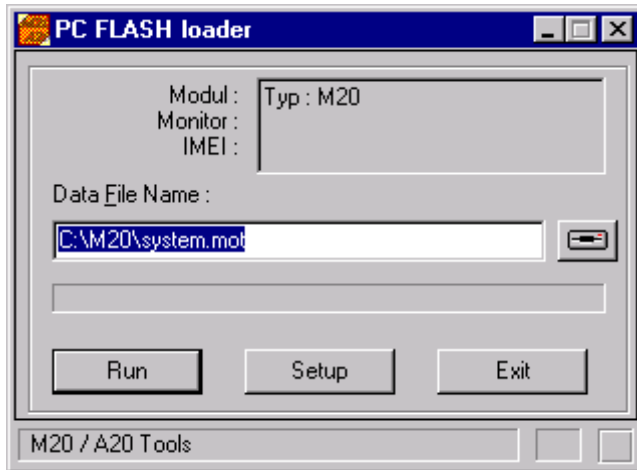 PC FLASH loader
Modul : Typ : M20
Monitor :
IMEI :
Data File Name :
C:\M20\system.mot
Run Setup Exit
M20 / A20 Tools